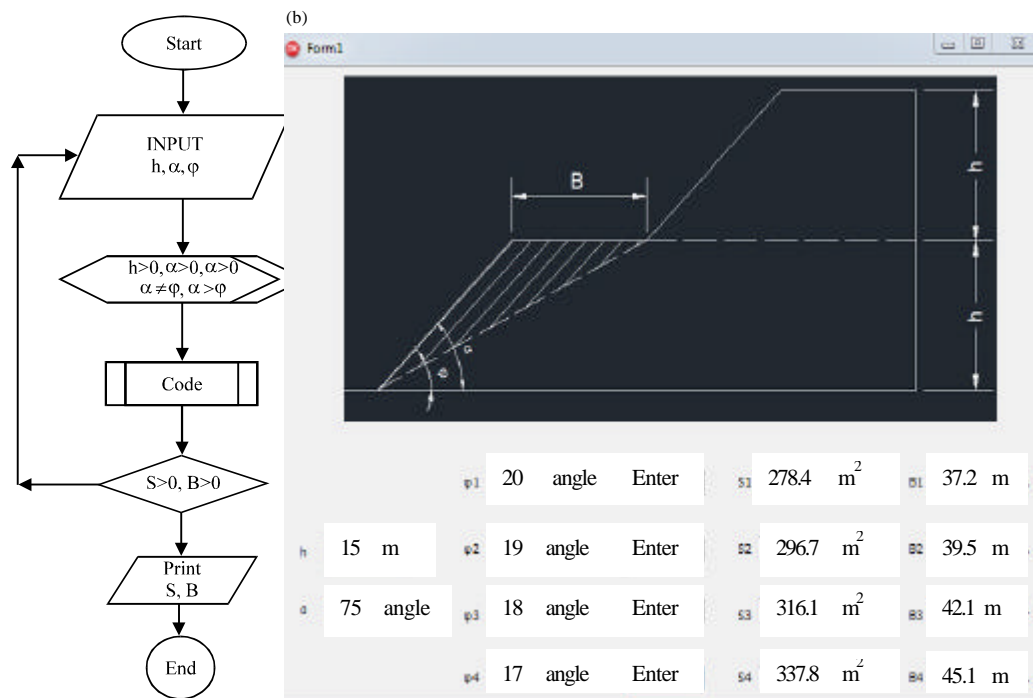 Start
INPUT
h, α, φ
h>0, α>0, α>0
α≠φ, α>φ
Code
S>0, B>0
Print
S, B
End
(b)
Form1
B
h
h
φ
α
φ1 20 angle Enter S1 278.4 m² B1 37.2 m
h 15 m φ2 19 angle Enter S2 296.7 m² B2 39.5 m
α 75 angle φ3 18 angle Enter S3 316.1 m² B3 42.1 m
φ4 17 angle Enter S4 337.8 m² B4 45.1 m